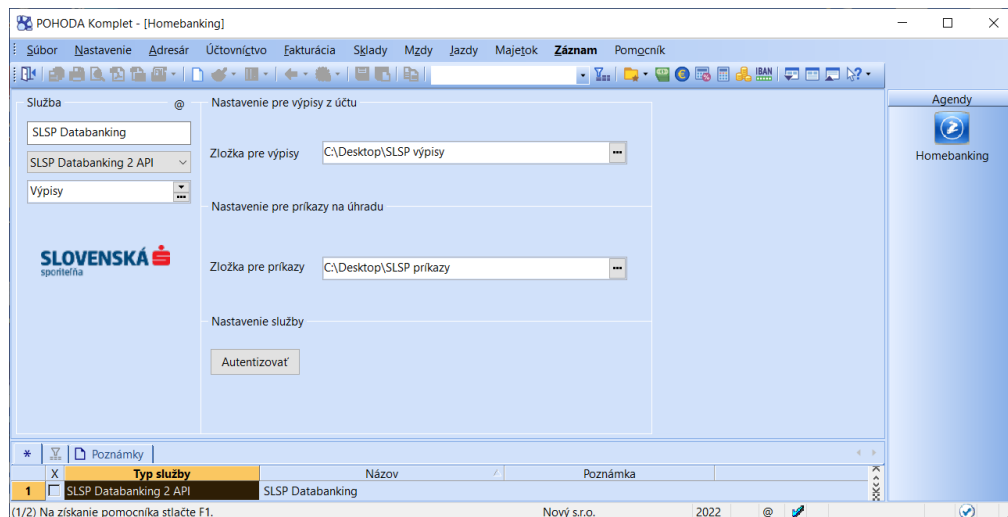 POHODA Komplet - [Homebanking]
Súbor Nastavenie Adresár Účtovníctvo Fakturácia Sklady Mzdy Jazdy Majetok Záznam Pomocník
IBAN
Služba @
Nastavenie pre výpisy z účtu
Agendy
SLSP Databanking
Zložka pre výpisy C:\Desktop\SLSP výpisy
SLSP Databanking 2 API
Homebanking
Výpisy
Nastavenie pre príkazy na úhradu
SLOVENSKÁ
sporiteľňa
Zložka pre príkazy C:\Desktop\SLSP príkazy
Nastavenie služby
Autentizovať
* Poznámky
X Typ služby Názov Poznámka
1 SLSP Databanking 2 API SLSP Databanking
(1/2) Na získanie pomocníka stlačte F1. Nový s.r.o. 2022 @